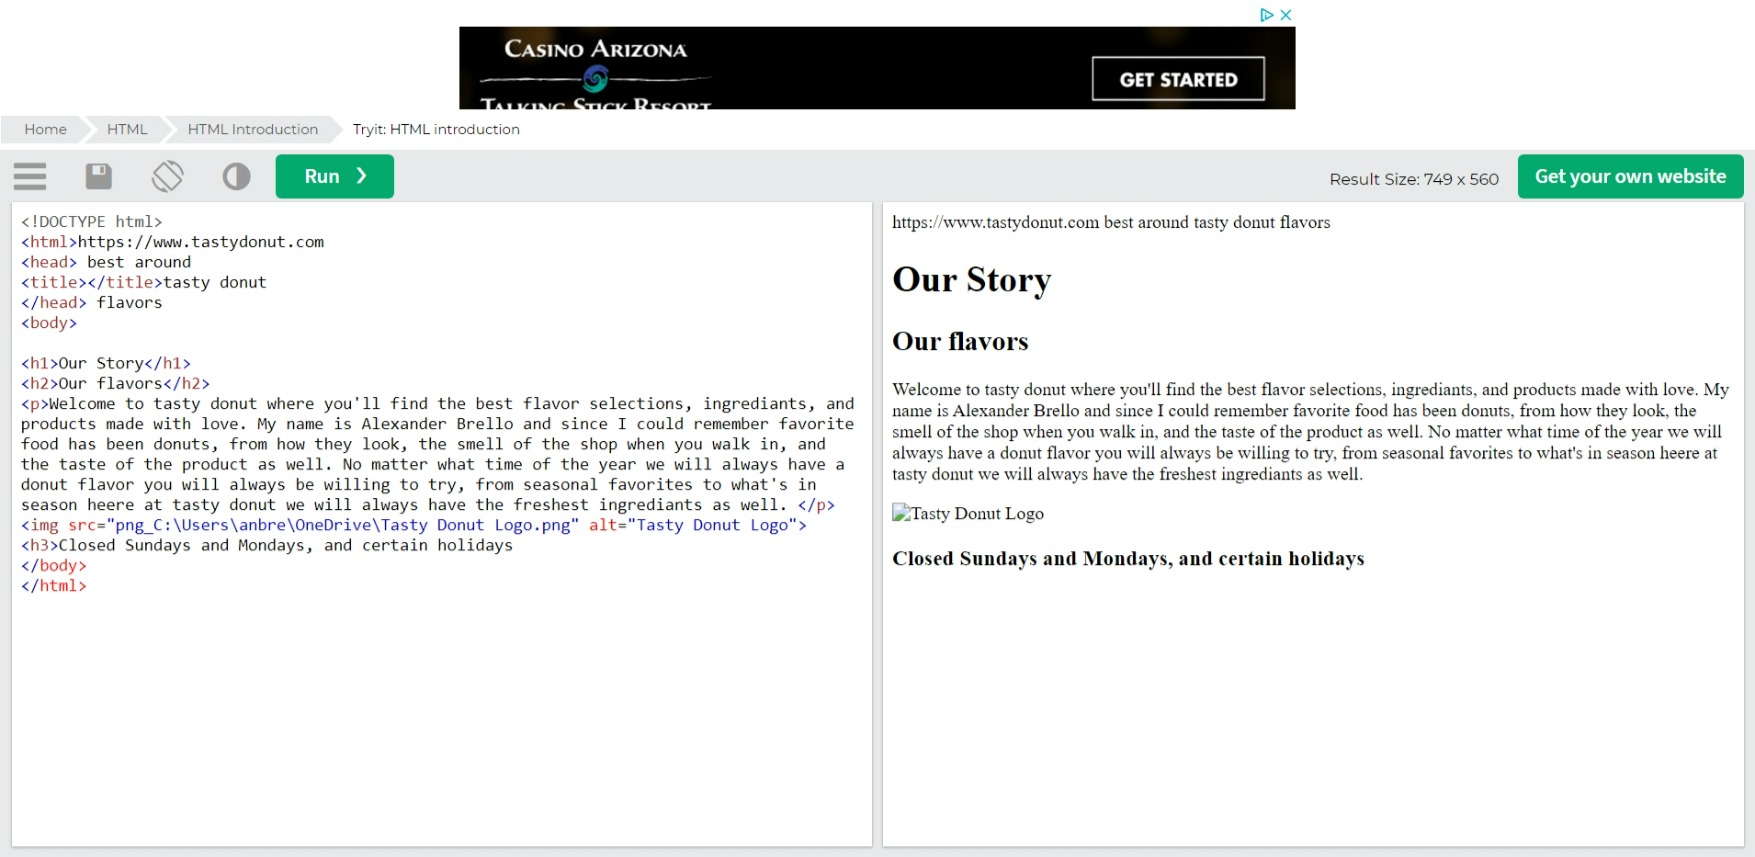 CASINO ARIZONA
TALKING STICK RESORT
GET STARTED
Home
HTML
HTML Introduction
Tryit: HTML introduction
Run ❯
Result Size: 749 x 560
Get your own website
<!DOCTYPE html>
<html>https://www.tastydonut.com
<head> best around
<title></title>tasty donut
</head> flavors
<body>
<h1>Our Story</h1>
<h2>Our flavors</h2>
<p>Welcome to tasty donut where you'll find the best flavor selections, ingrediants, and
products made with love. My name is Alexander Brello and since I could remember favorite
food has been donuts, from how they look, the smell of the shop when you walk in, and
the taste of the product as well. No matter what time of the year we will always have a
donut flavor you will always be willing to try, from seasonal favorites to what's in
season heere at tasty donut we will always have the freshest ingrediants as well. </p>
<img src="png_C:\Users\anbre\OneDrive\Tasty Donut Logo.png" alt="Tasty Donut Logo">
<h3>Closed Sundays and Mondays, and certain holidays
</body>
</html>
https://www.tastydonut.com best around tasty donut flavors
Our Story
Our flavors
Welcome to tasty donut where you'll find the best flavor selections, ingrediants, and products made with love. My
name is Alexander Brello and since I could remember favorite food has been donuts, from how they look, the
smell of the shop when you walk in, and the taste of the product as well. No matter what time of the year we will
always have a donut flavor you will always be willing to try, from seasonal favorites to what's in season heere at
tasty donut we will always have the freshest ingrediants as well.
Tasty Donut Logo
Closed Sundays and Mondays, and certain holidays